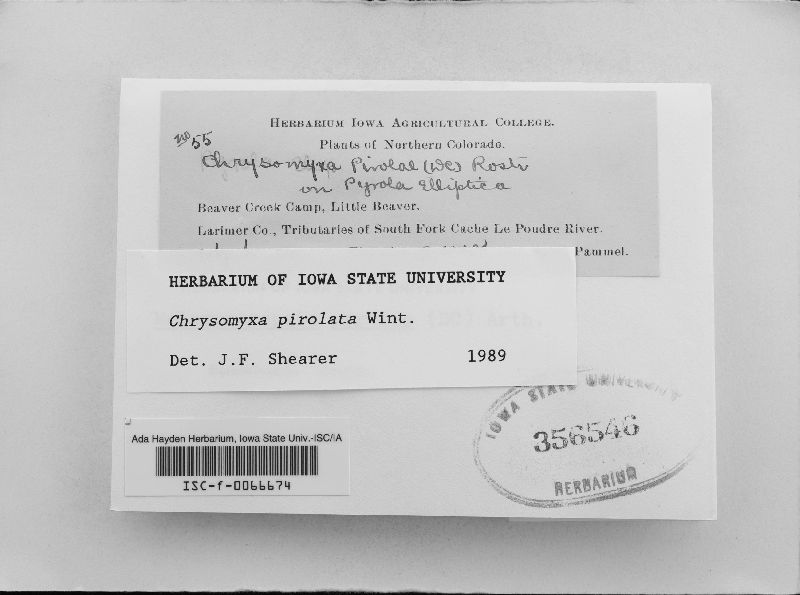 HERBARIUM IOWA AGRICULTURAL COLLEGE.
Plants of Northern Colorado.
no 55
Chrysomyxa Pirolae (DC) Rostr
on Pyrola Elliptica
Beaver Creek Camp, Little Beaver.
Larimer Co., Tributaries of South Fork Cache Le Poudre River.
Pammel.
HERBARIUM OF IOWA STATE UNIVERSITY
Chrysomyxa pirolata Wint.
Det. J.F. Shearer 1989
Ada Hayden Herbarium, Iowa State Univ.-ISC/IA
ISC-f-0066674
IOWA STATE UNIVERSITY
356546
HERBARIUM